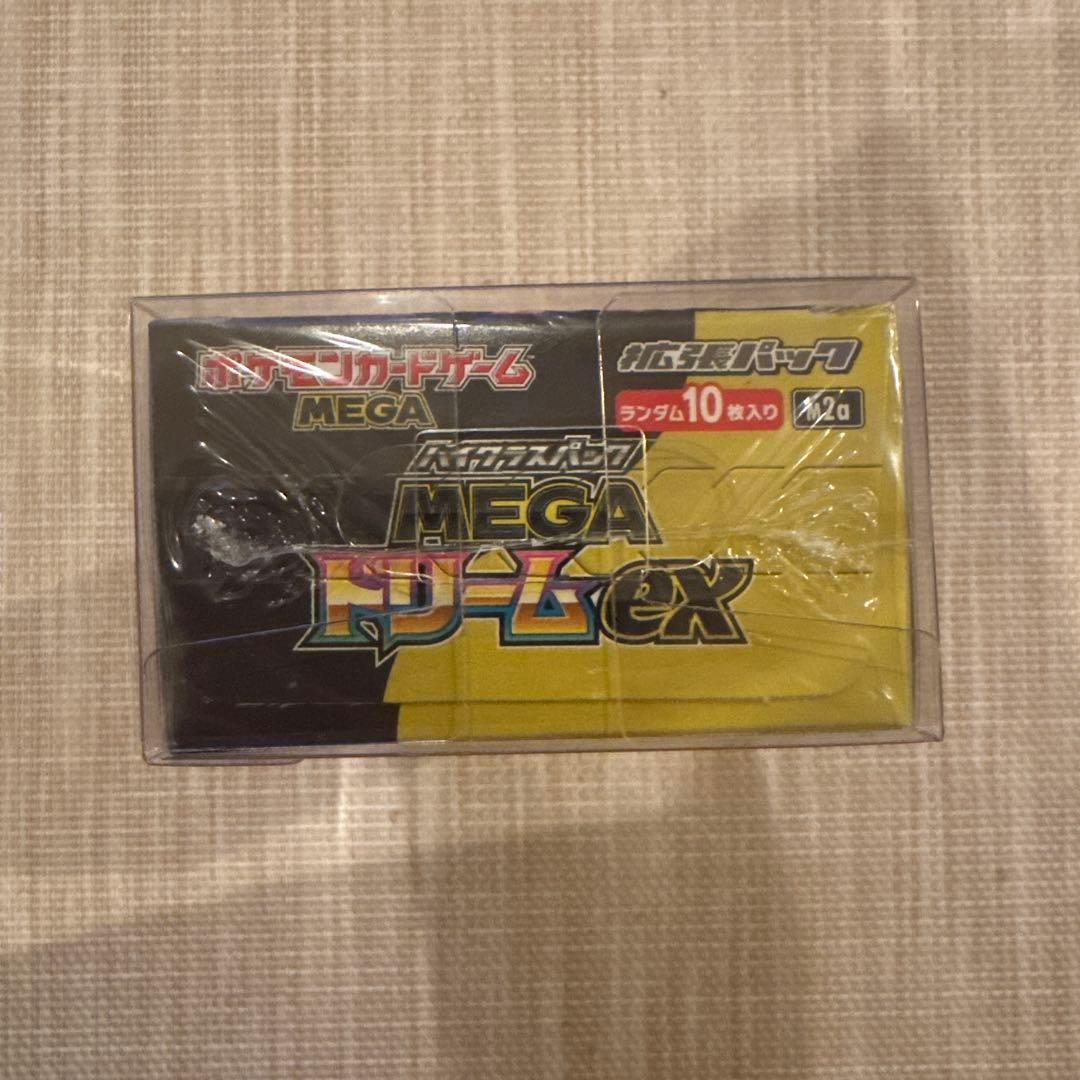 ポケモンカードゲーム
MEGA
拡張パック
ランダム10枚入り M2a
ハイクラスパック
MEGA
ドリームex